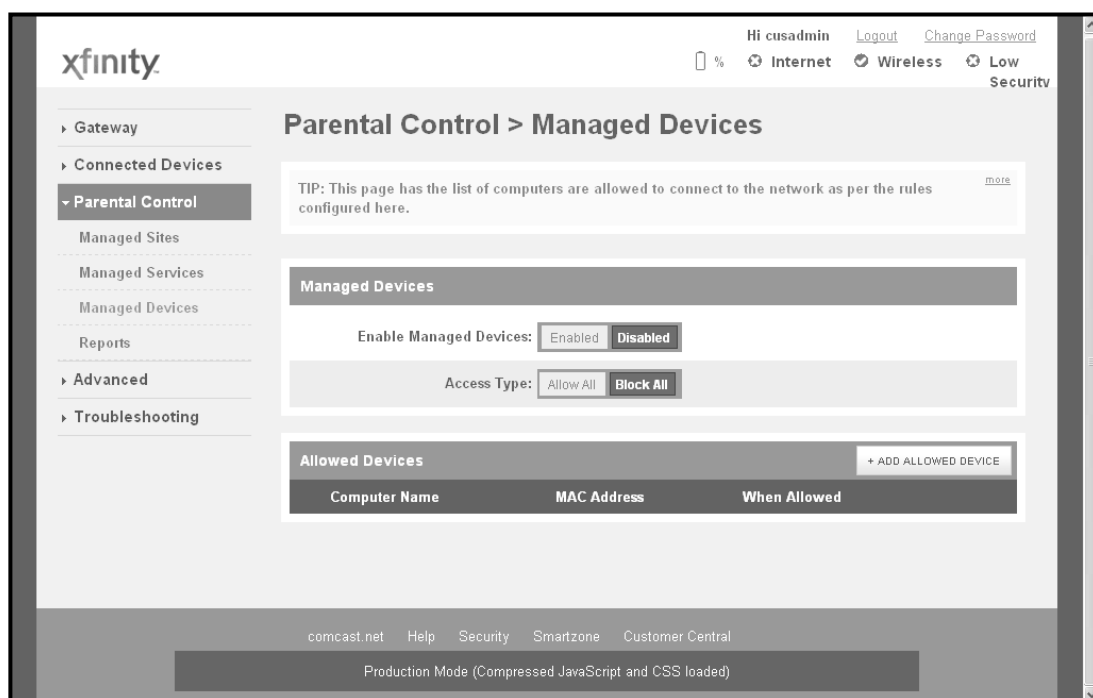 Hi cusadmin Logout Change Password
xfinity.
% Internet Wireless Low
Security
Gateway
Connected Devices
Parental Control
Managed Sites
Managed Services
Managed Devices
Reports
Advanced
Troubleshooting
Parental Control > Managed Devices
TIP: This page has the list of computers are allowed to connect to the network as per the rules
configured here.
more
Managed Devices
Enable Managed Devices: Enabled Disabled
Access Type: Allow All Block All
Allowed Devices + ADD ALLOWED DEVICE
Computer Name MAC Address When Allowed
comcast.net Help Security Smartzone Customer Central
Production Mode (Compressed JavaScript and CSS loaded)